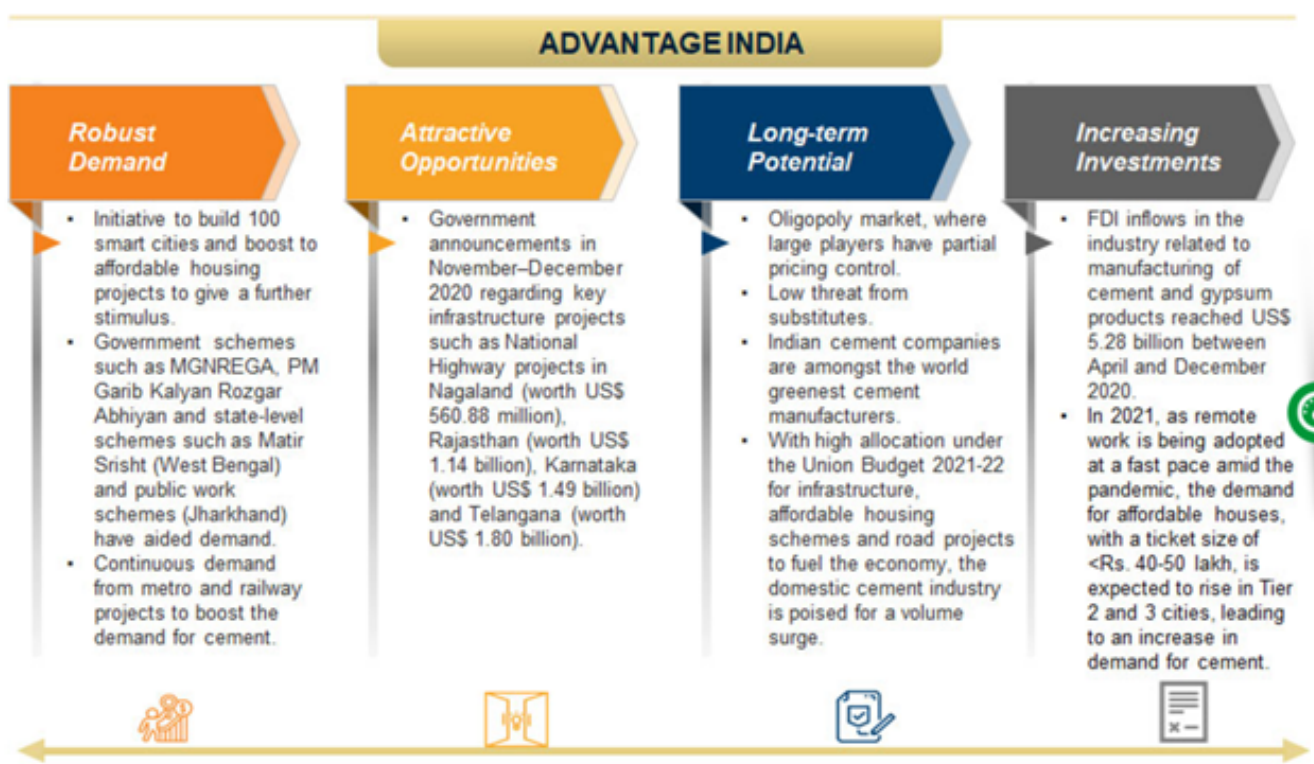 ADVANTAGE INDIA
Robust
Demand
• Initiative to build 100
smart cities and boost to
affordable housing
projects to give a further
stimulus.
• Government schemes
such as MGNREGA, PM
Garib Kalyan Rozgar
Abhiyan and state-level
schemes such as Matir
Srisht (West Bengal)
and public work
schemes (Jharkhand)
have aided demand.
• Continuous demand
from metro and railway
projects to boost the
demand for cement.
Attractive
Opportunities
• Government
announcements in
November–December
2020 regarding key
infrastructure projects
such as National
Highway projects in
Nagaland (worth US$
560.88 million),
Rajasthan (worth US$
1.14 billion), Karnataka
(worth US$ 1.49 billion)
and Telangana (worth
US$ 1.80 billion).
Long-term
Potential
• Oligopoly market, where
large players have partial
pricing control.
• Low threat from
substitutes.
• Indian cement companies
are amongst the world
greenest cement
manufacturers.
• With high allocation under
the Union Budget 2021-22
for infrastructure,
affordable housing
schemes and road projects
to fuel the economy, the
domestic cement industry
is poised for a volume
surge.
Increasing
Investments
• FDI inflows in the
industry related to
manufacturing of
cement and gypsum
products reached US$
5.28 billion between
April and December
2020.
• In 2021, as remote
work is being adopted
at a fast pace amid the
pandemic, the demand
for affordable houses,
with a ticket size of
<Rs. 40-50 lakh, is
expected to rise in Tier
2 and 3 cities, leading
to an increase in
demand for cement.